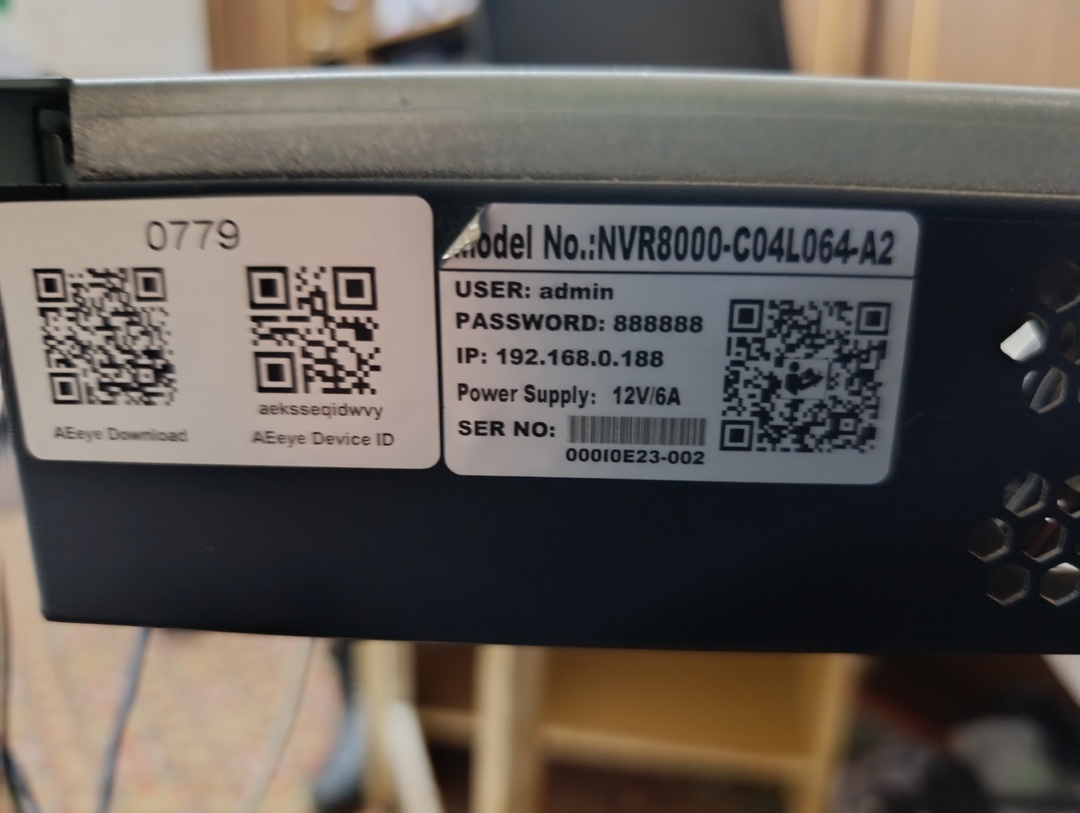 0779
aeksseqidwvy
AEeye Download
AEeye Device ID
Model No.:NVR8000-C04L064-A2
USER: admin
PASSWORD: 888888
IP: 192.168.0.188
Power Supply: 12V/6A
SER NO:
000I0E23-002